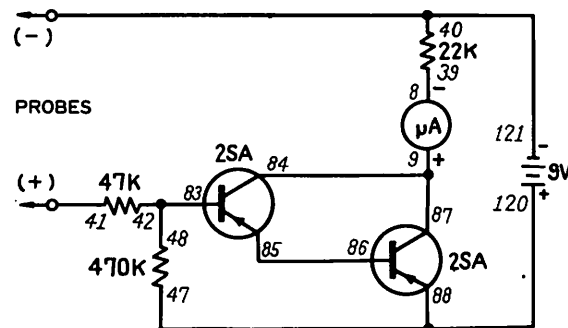 (-)
40
22K
39
8 -
μA
9 +
PROBES
2SA
84
121 -
9V
120 +
(+)
47K
83
41
42
48
85
86
87
2SA
470K
47
88